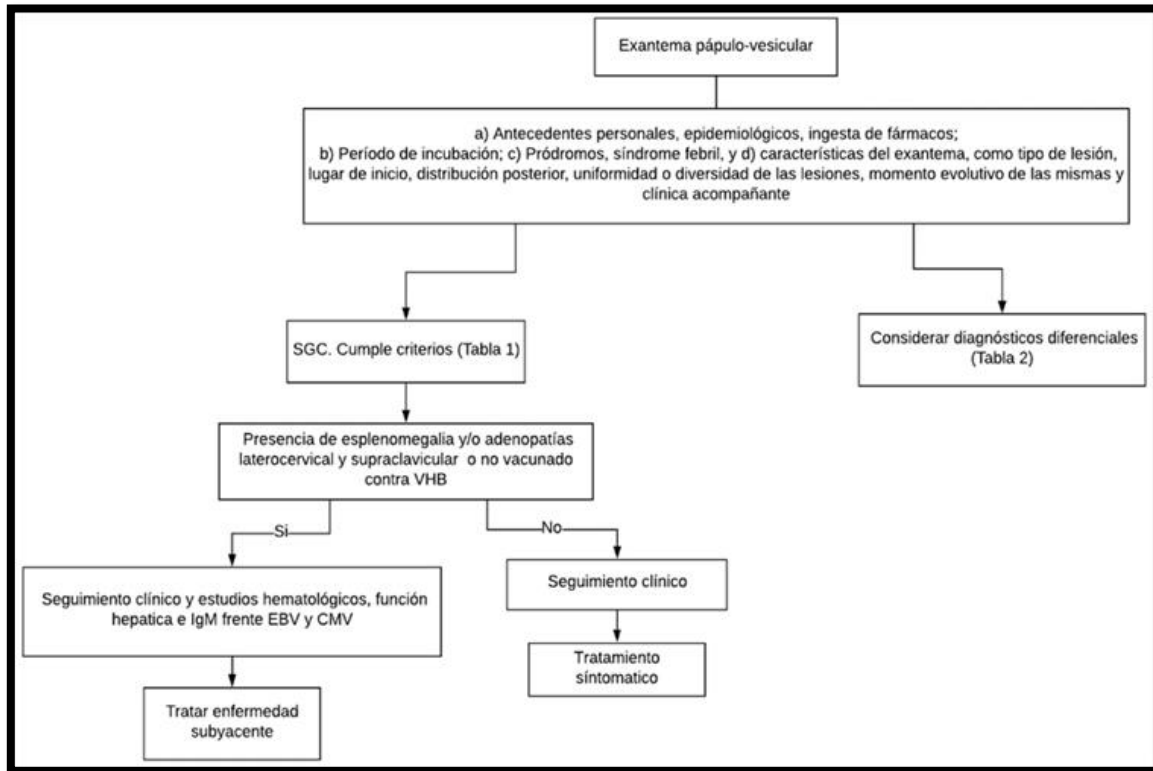 Exantema pápulo-vesicular
a) Antecedentes personales, epidemiológicos, ingesta de fármacos;
b) Período de incubación; c) Pródromos, síndrome febril, y d) características del exantema, como tipo de lesión,
lugar de inicio, distribución posterior, uniformidad o diversidad de las lesiones, momento evolutivo de las mismas y
clínica acompañante
SGC. Cumple criterios (Tabla 1)
Considerar diagnósticos diferenciales
(Tabla 2)
Presencia de esplenomegalia y/o adenopatías
laterocervical y supraclavicular o no vacunado
contra VHB
Si
No
Seguimiento clínico y estudios hematológicos, función
hepatica e IgM frente EBV y CMV
Seguimiento clínico
Tratamiento
síntomatico
Tratar enfermedad
subyacente